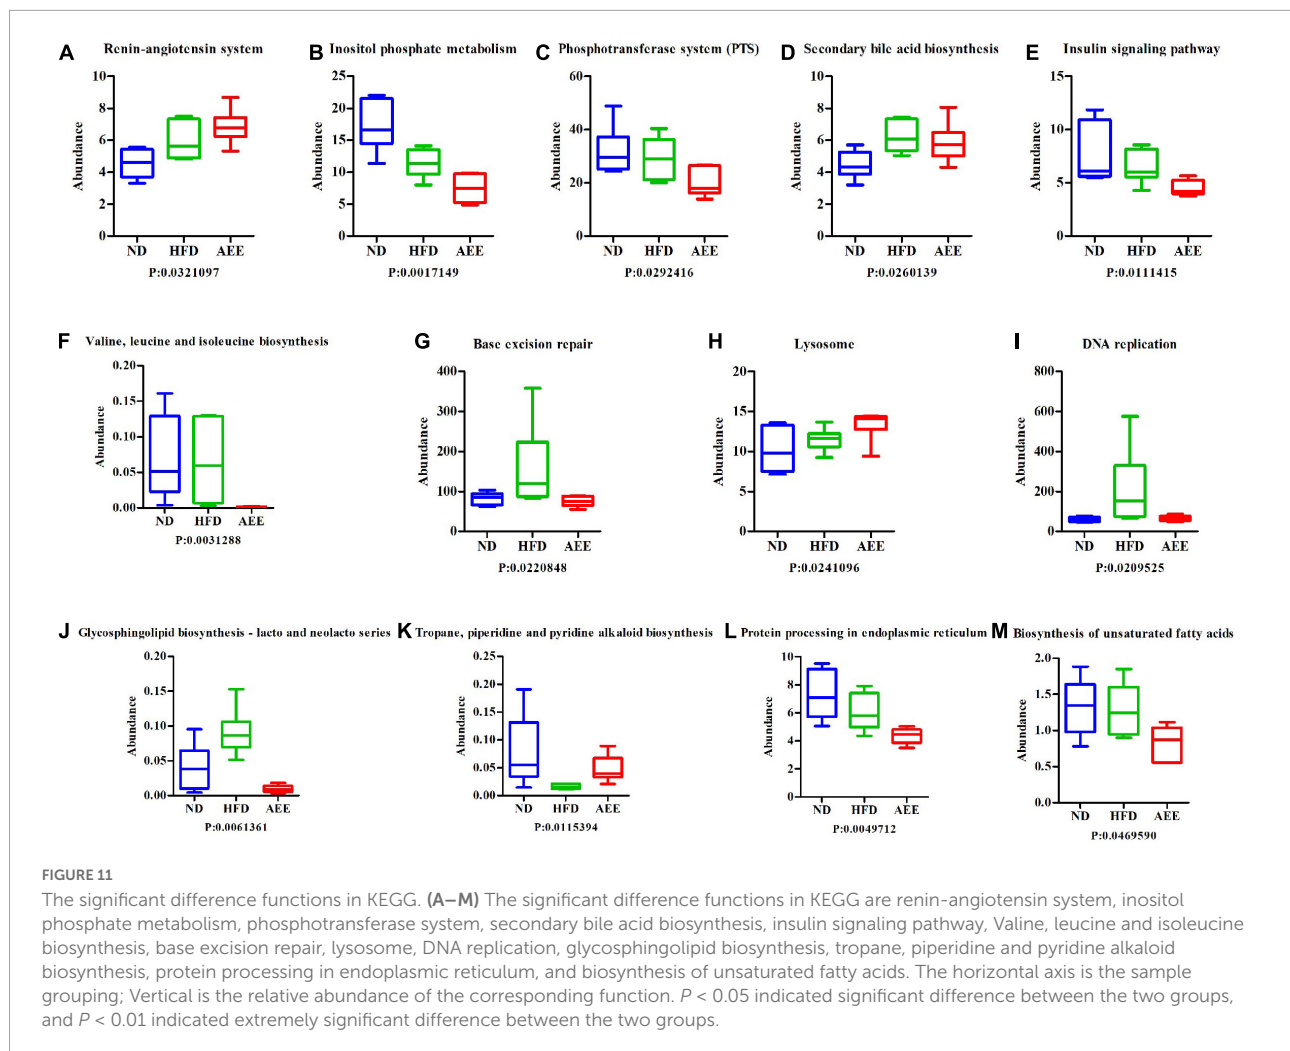 A Renin-angiotensin system
B Inositol phosphate metabolism
C Phosphotransferase system (PTS)
D Secondary bile acid biosynthesis
E Insulin signaling pathway
Abundance
10
8
6
4
2
0
ND HFD AEE
P:0.0321097
Abundance
25
20
15
10
5
0
ND HFD AEE
P:0.0017149
Abundance
60
40
20
0
ND HFD AEE
P:0.0292416
Abundance
10
8
6
4
2
0
ND HFD AEE
P:0.0260139
Abundance
15
10
5
0
ND HFD AEE
P:0.0111415
F Valine, leucine and isoleucine biosynthesis
G Base excision repair
H Lysosome
I DNA replication
Abundance
0.20
0.15
0.10
0.05
0.00
ND HFD AEE
P:0.0031288
Abundance
400
300
200
100
0
ND HFD AEE
P:0.0220848
Abundance
20
15
10
5
0
ND HFD AEE
P:0.0241096
Abundance
800
600
400
200
0
ND HFD AEE
P:0.0209525
J Glycosphingolipid biosynthesis - lacto and neolacto series
K Tropane, piperidine and pyridine alkaloid biosynthesis
L Protein processing in endoplasmic reticulum
M Biosynthesis of unsaturated fatty acids
Abundance
0.20
0.15
0.10
0.05
0.00
ND HFD AEE
P:0.0061361
Abundance
0.25
0.20
0.15
0.10
0.05
0.00
ND HFD AEE
P:0.0115394
Abundance
10
8
6
4
2
0
ND HFD AEE
P:0.0049712
Abundance
2.0
1.5
1.0
0.5
0.0
ND HFD AEE
P:0.0469590
FIGURE 11
The significant difference functions in KEGG. (A–M) The significant difference functions in KEGG are renin-angiotensin system, inositol
phosphate metabolism, phosphotransferase system, secondary bile acid biosynthesis, insulin signaling pathway, Valine, leucine and isoleucine
biosynthesis, base excision repair, lysosome, DNA replication, glycosphingolipid biosynthesis, tropane, piperidine and pyridine alkaloid
biosynthesis, protein processing in endoplasmic reticulum, and biosynthesis of unsaturated fatty acids. The horizontal axis is the sample
grouping; Vertical is the relative abundance of the corresponding function. P < 0.05 indicated significant difference between the two groups,
and P < 0.01 indicated extremely significant difference between the two groups.